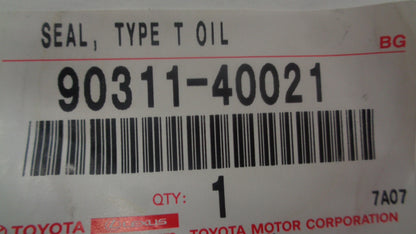 SEAL, TYPE T OIL
BG
90311-40021
QTY: 1
7A07
TOYOTA LEXUS TOYOTA MOTOR CORPORATION